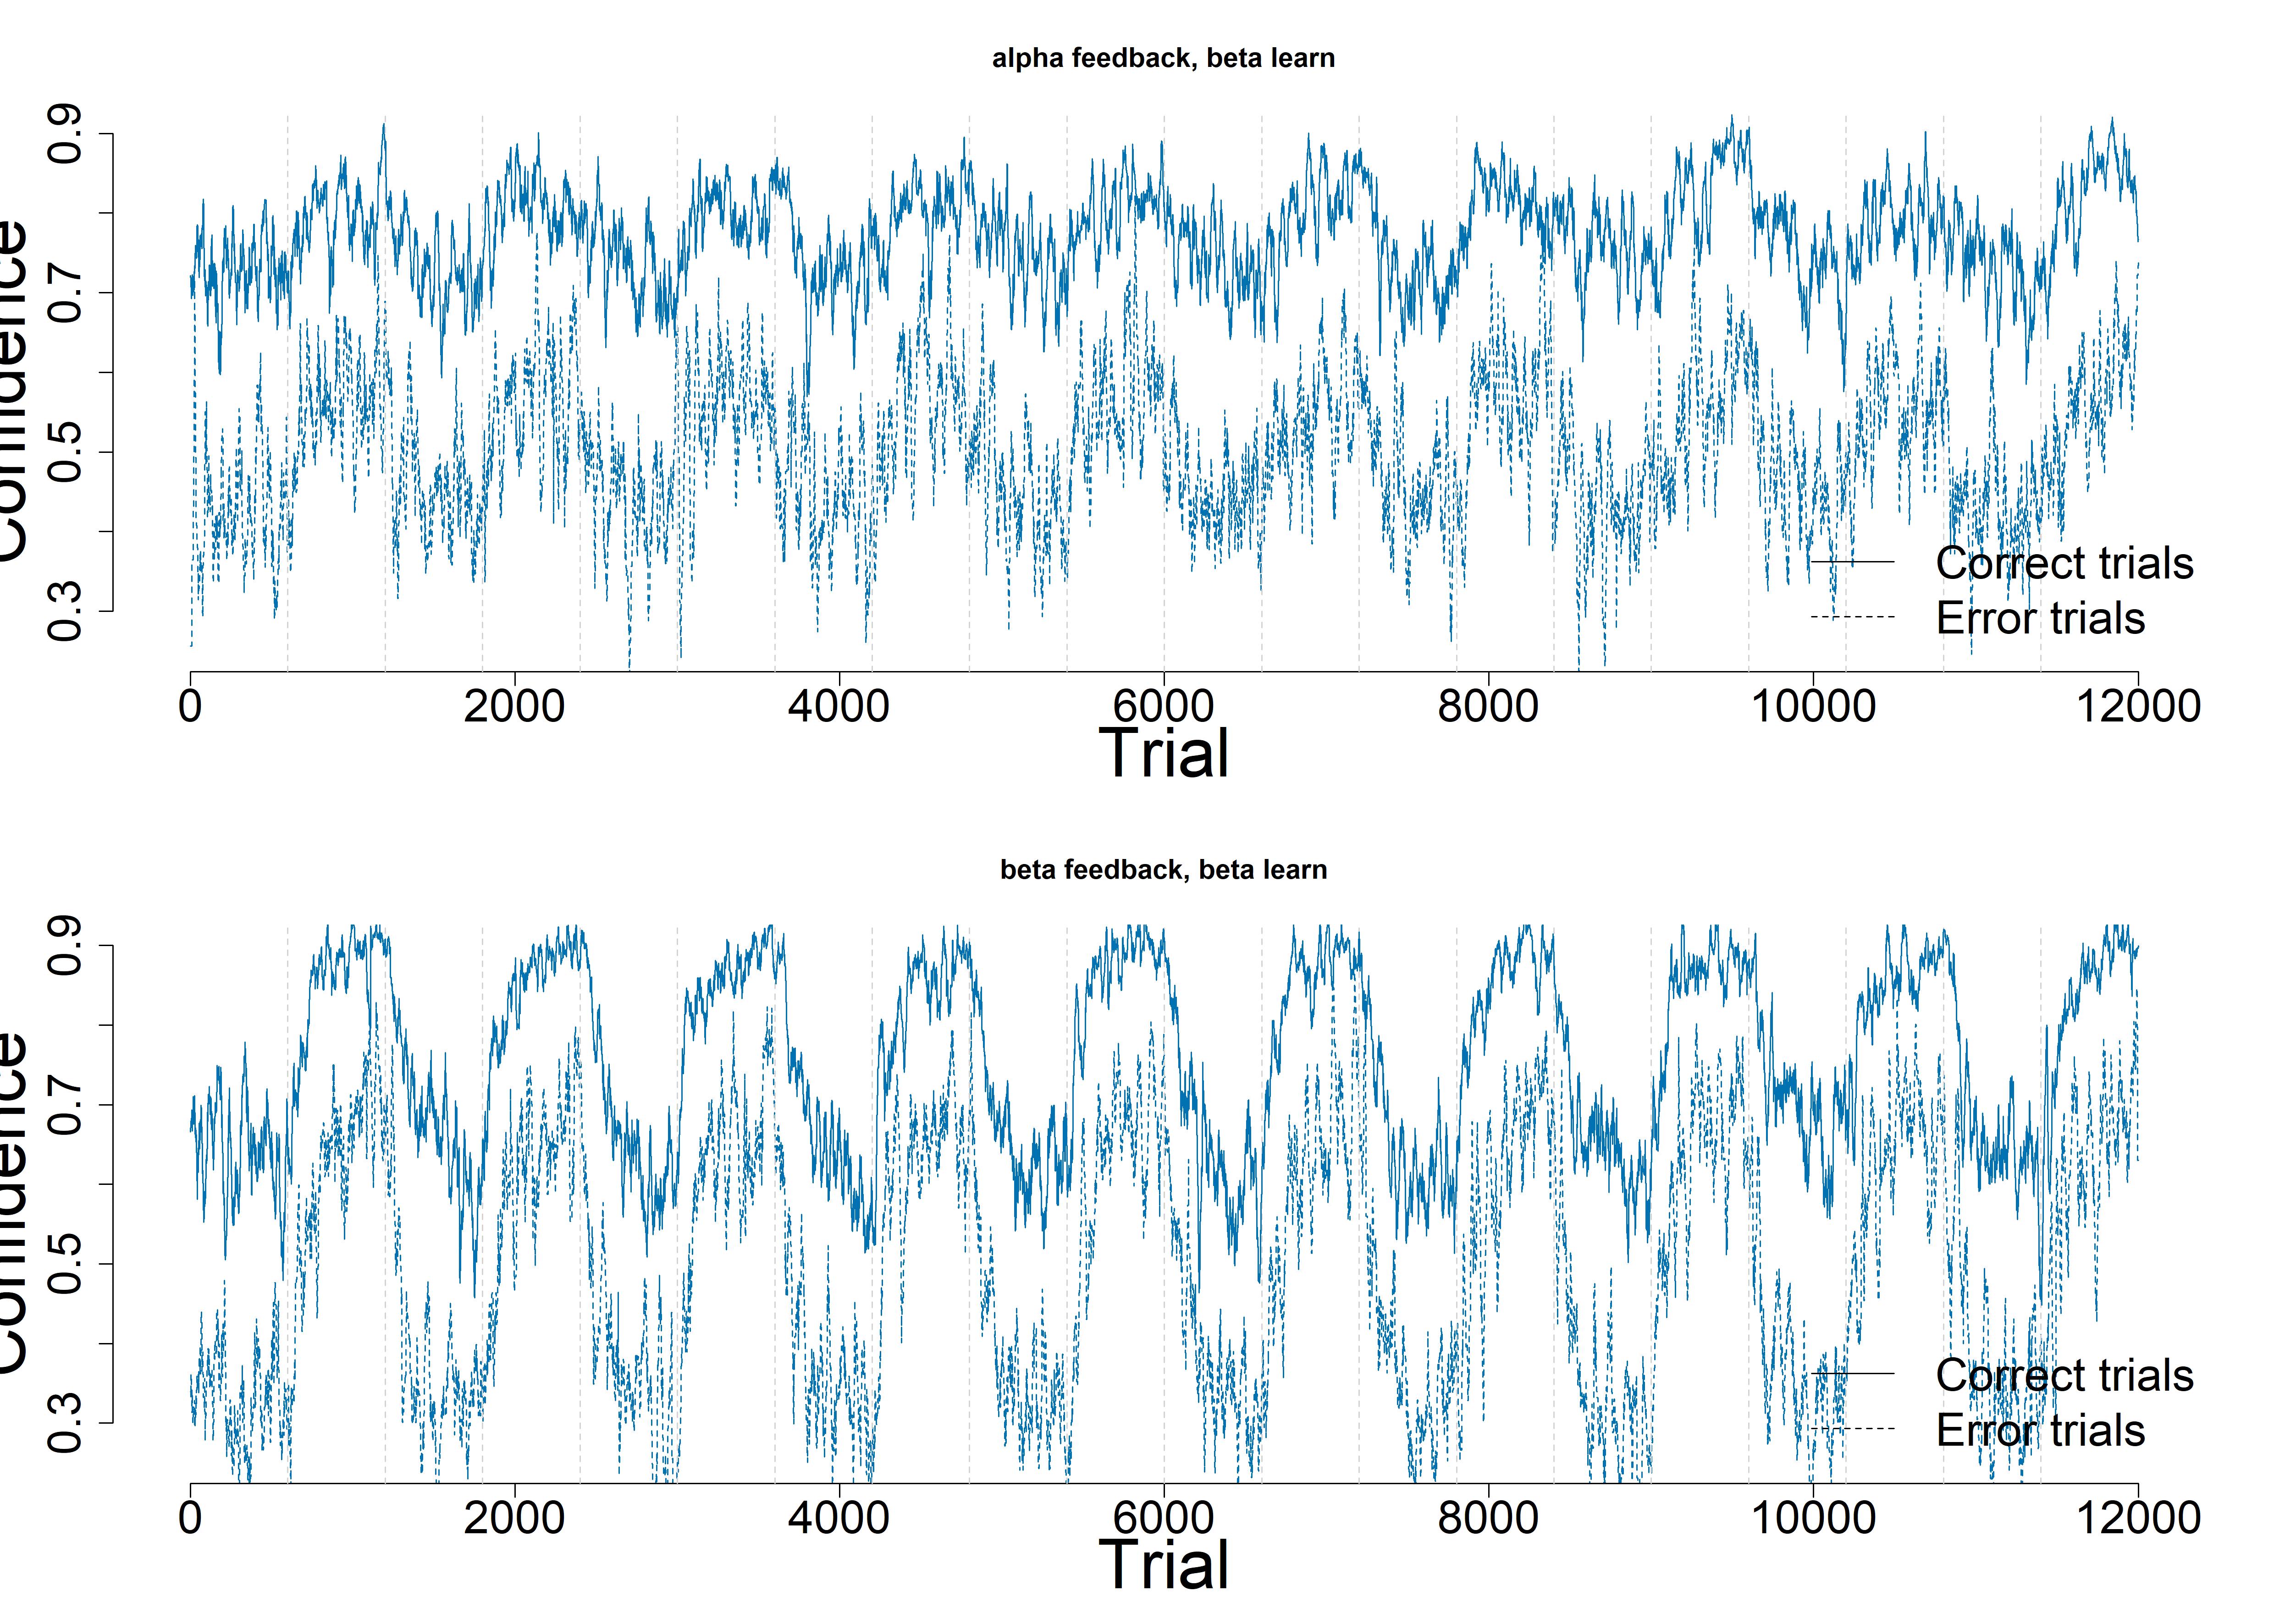 alpha feedback, beta learn
Confidence
0.9
0.7
0.5
0.3
Correct trials
Error trials
0 2000 4000 6000 8000 10000 12000
Trial
beta feedback, beta learn
Confidence
0.9
0.7
0.5
0.3
Correct trials
Error trials
0 2000 4000 6000 8000 10000 12000
Trial